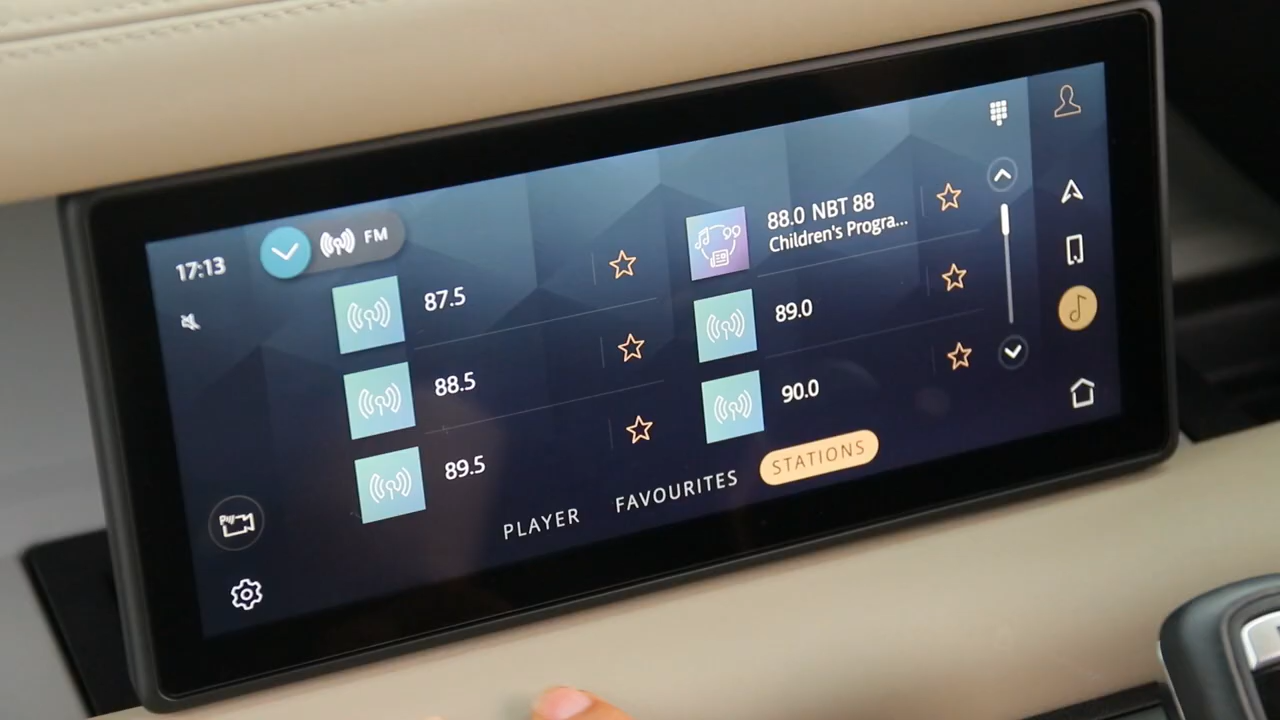 17:13
FM
87.5
88.0 NBT 88
Children's Progra...
88.5
89.0
89.5
90.0
PLAYER
FAVOURITES
STATIONS